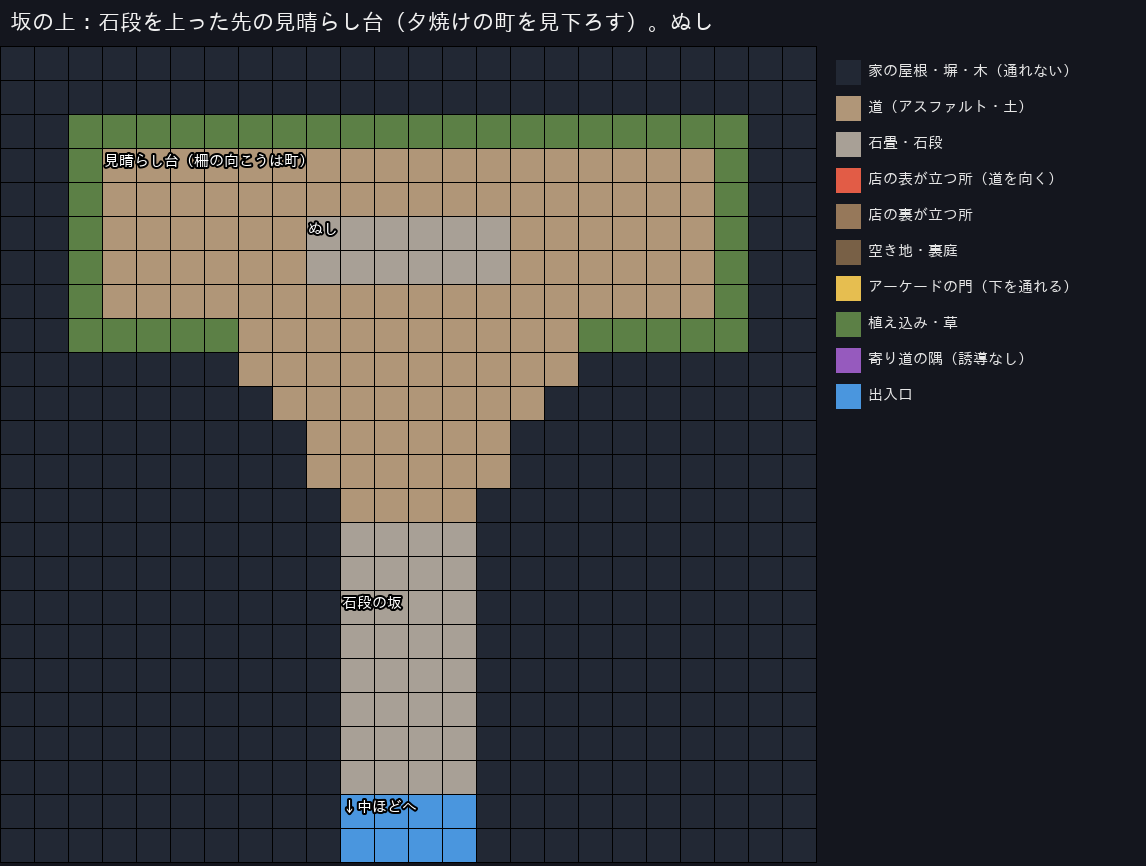 坂の上：石段を上った先の見晴らし台（夕焼けの町を見下ろす）。ぬし
家の屋根・塀・木（通れない）
道（アスファルト・土）
石畳・石段
店の表が立つ所（道を向く）
店の裏が立つ所
空き地・裏庭
アーケードの門（下を通れる）
植え込み・草
寄り道の隅（誘導なし）
出入口
見晴らし台（柵の向こうは町）
ぬし
石段の坂
↓中ほどへ